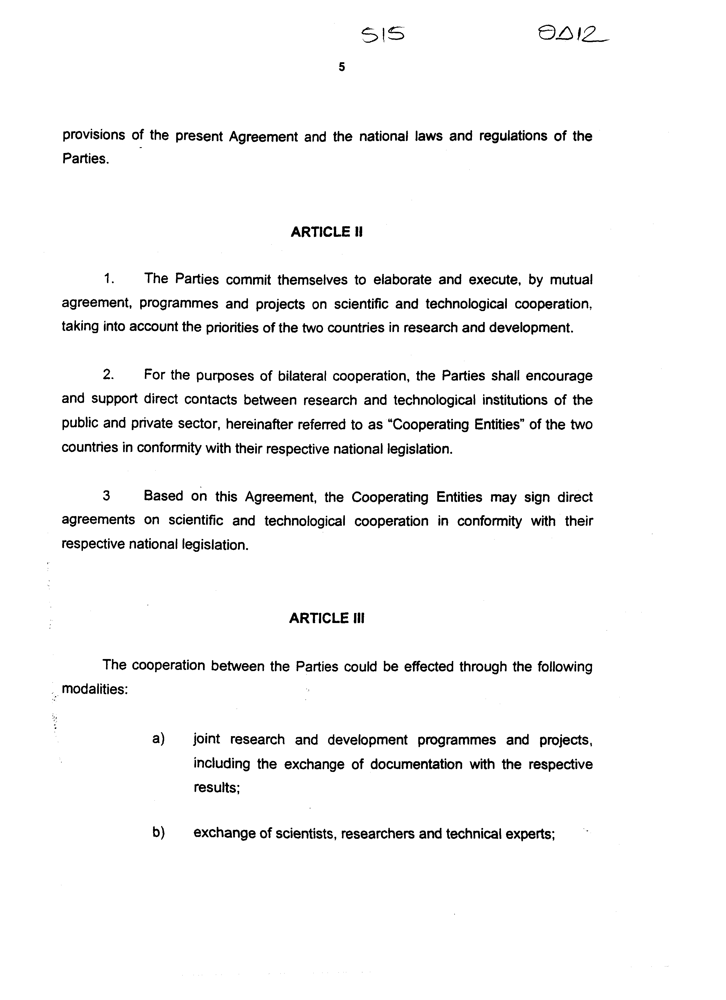 515 ΘΔ12
5
provisions of the present Agreement and the national laws and regulations of the
Parties.
ARTICLE II
1. The Parties commit themselves to elaborate and execute, by mutual
agreement, programmes and projects on scientific and technological cooperation,
taking into account the priorities of the two countries in research and development.
2. For the purposes of bilateral cooperation, the Parties shall encourage
and support direct contacts between research and technological institutions of the
public and private sector, hereinafter referred to as “Cooperating Entities” of the two
countries in conformity with their respective national legislation.
3 Based on this Agreement, the Cooperating Entities may sign direct
agreements on scientific and technological cooperation in conformity with their
respective national legislation.
ARTICLE III
The cooperation between the Parties could be effected through the following
modalities:
a) joint research and development programmes and projects,
including the exchange of documentation with the respective
results;
b) exchange of scientists, researchers and technical experts;